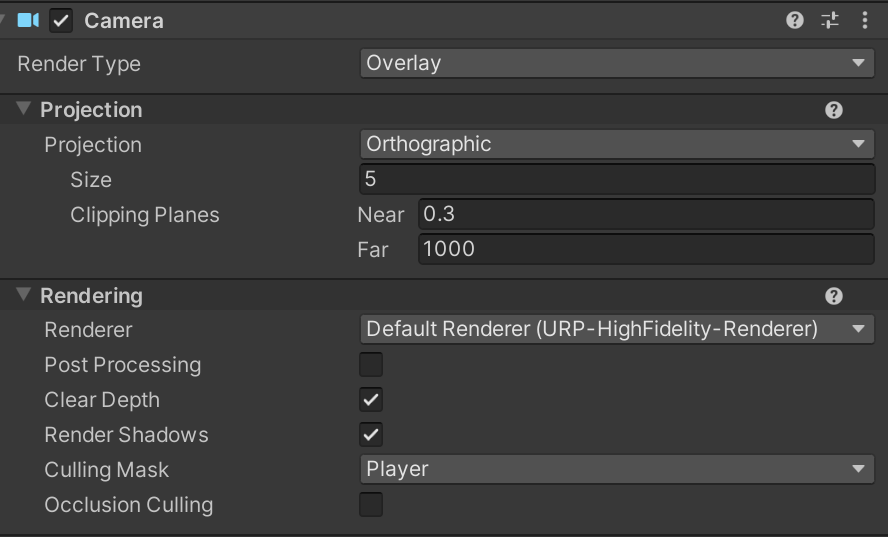 Camera
Render Type Overlay
Projection
Projection Orthographic
Size 5
Clipping Planes Near 0.3
Far 1000
Rendering
Renderer Default Renderer (URP-HighFidelity-Renderer)
Post Processing
Clear Depth
Render Shadows
Culling Mask Player
Occlusion Culling